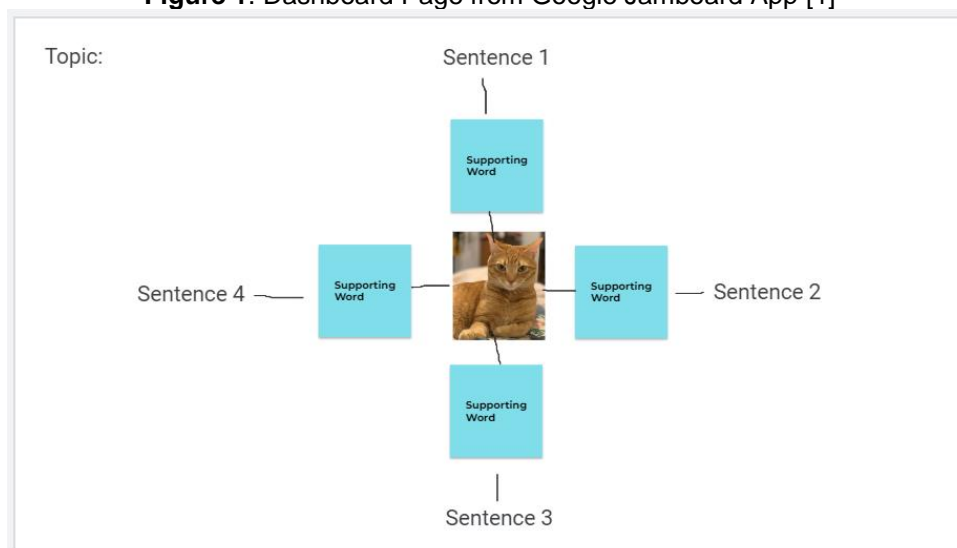 Figure 1. Dashboard Page from Google Jamboard App [1]
Topic:
Sentence 1
Supporting
Word
Sentence 4
Supporting
Word
Supporting
Word
Sentence 2
Supporting
Word
Sentence 3